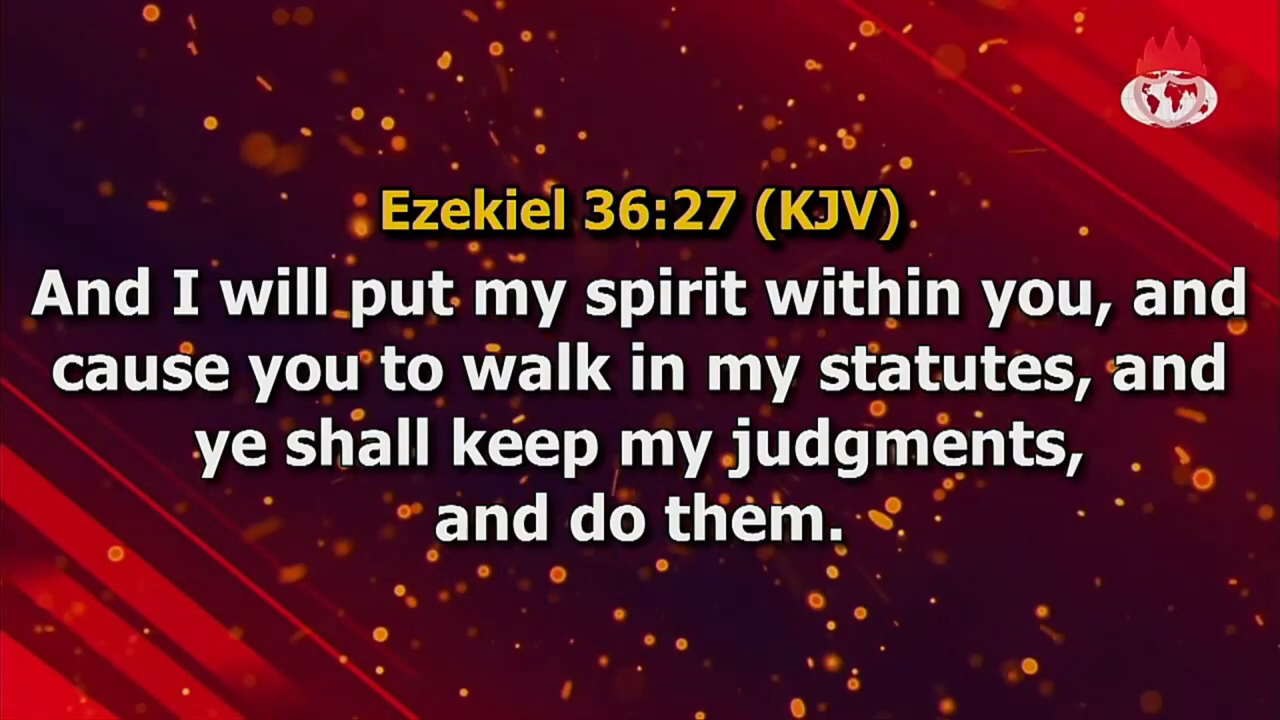 Ezekiel 36:27 (KJV)
And I will put my spirit within you, and
cause you to walk in my statutes, and
ye shall keep my judgments,
and do them.